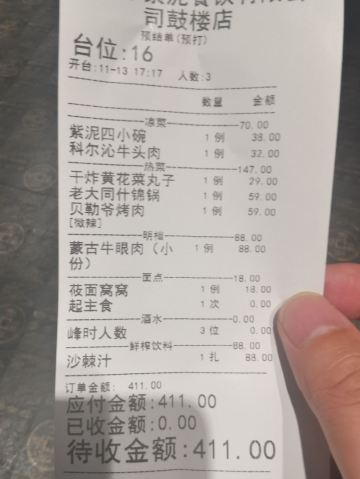 司鼓楼店
预结单(预打)
台位:16
开台:11-13 17:17 人数:3
数量 金额
凉菜 70.00
紫泥四小碗 1 例 38.00
科尔沁牛头肉 1 例 32.00
热菜 147.00
干炸黄花菜丸子 1 例 29.00
老大同什锦锅 1 例 59.00
贝勒爷烤肉 1 例 59.00
[微辣]
明档 88.00
蒙古牛眼肉（小 1 例 88.00
份）
面点 18.00
莜面窝窝 1 例 18.00
起主食 1 次 0.00
酒水 0.00
峰时人数 3 位 0.00
鲜榨饮料 88.00
沙棘汁 1 扎 88.00
订单金额: 411.00
应付金额:411.00
已收金额:0.00
待收金额:411.00